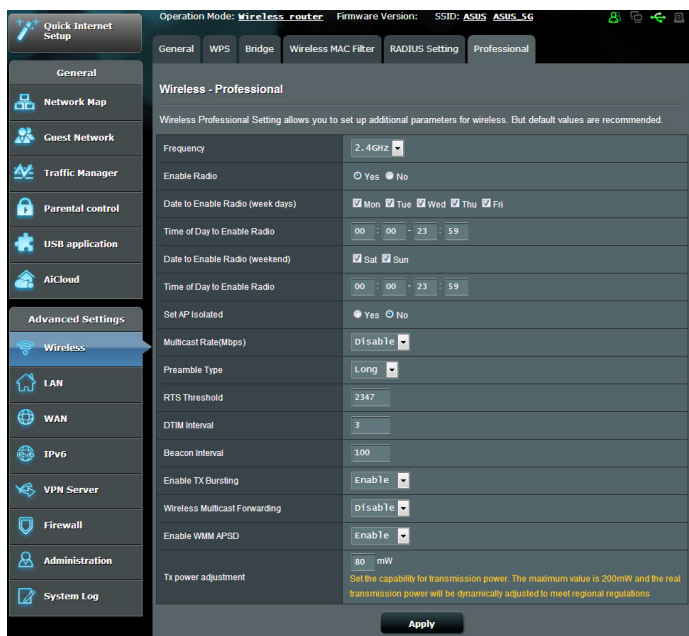 Quick Internet
Setup
Operation Mode: Wireless router Firmware Version: SSID: ASUS ASUS_5G
General WPS Bridge Wireless MAC Filter RADIUS Setting Professional
General
Network Map
Guest Network
Traffic Manager
Parental control
USB application
AiCloud
Advanced Settings
Wireless
LAN
WAN
IPv6
VPN Server
Firewall
Administration
System Log
Wireless - Professional
Wireless Professional Setting allows you to set up additional parameters for wireless. But default values are recommended.
Frequency 2.4GHz
Enable Radio Yes No
Date to Enable Radio (week days) Mon Tue Wed Thu Fri
Time of Day to Enable Radio 00 : 00 - 23 : 59
Date to Enable Radio (weekend) Sat Sun
Time of Day to Enable Radio 00 : 00 - 23 : 59
Set AP Isolated Yes No
Multicast Rate(Mbps) Disable
Preamble Type Long
RTS Threshold 2347
DTIM Interval 3
Beacon Interval 100
Enable TX Bursting Enable
Wireless Multicast Forwarding Disable
Enable WMM APSD Enable
Tx power adjustment 80 mW
Set the capability for transmission power. The maximum value is 200mW and the real
transmission power will be dynamically adjusted to meet regional regulations
Apply